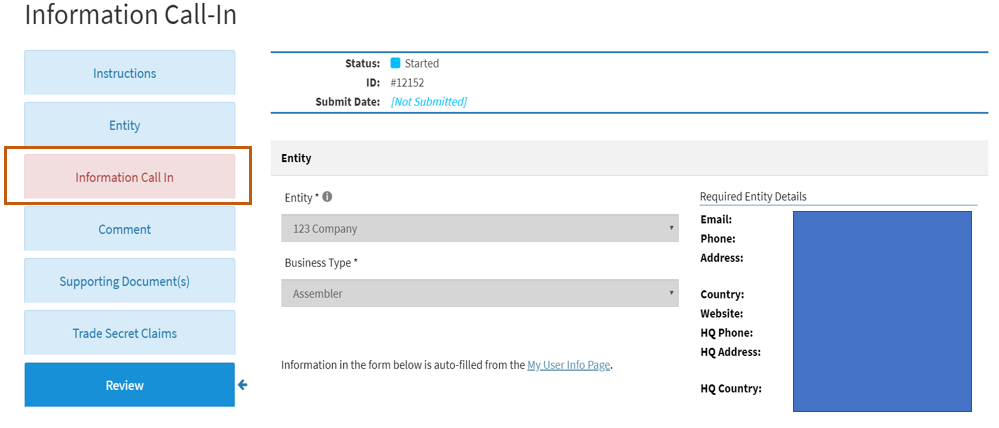 Information Call-In
Instructions
Entity
Information Call In
Comment
Supporting Document(s)
Trade Secret Claims
Review
Status: Started
ID: #12152
Submit Date: [Not Submitted]
Entity
Entity *
123 Company
Business Type *
Assembler
Information in the form below is auto-filled from the My User Info Page.
Required Entity Details
Email:
Phone:
Address:
Country:
Website:
HQ Phone:
HQ Address:
HQ Country: